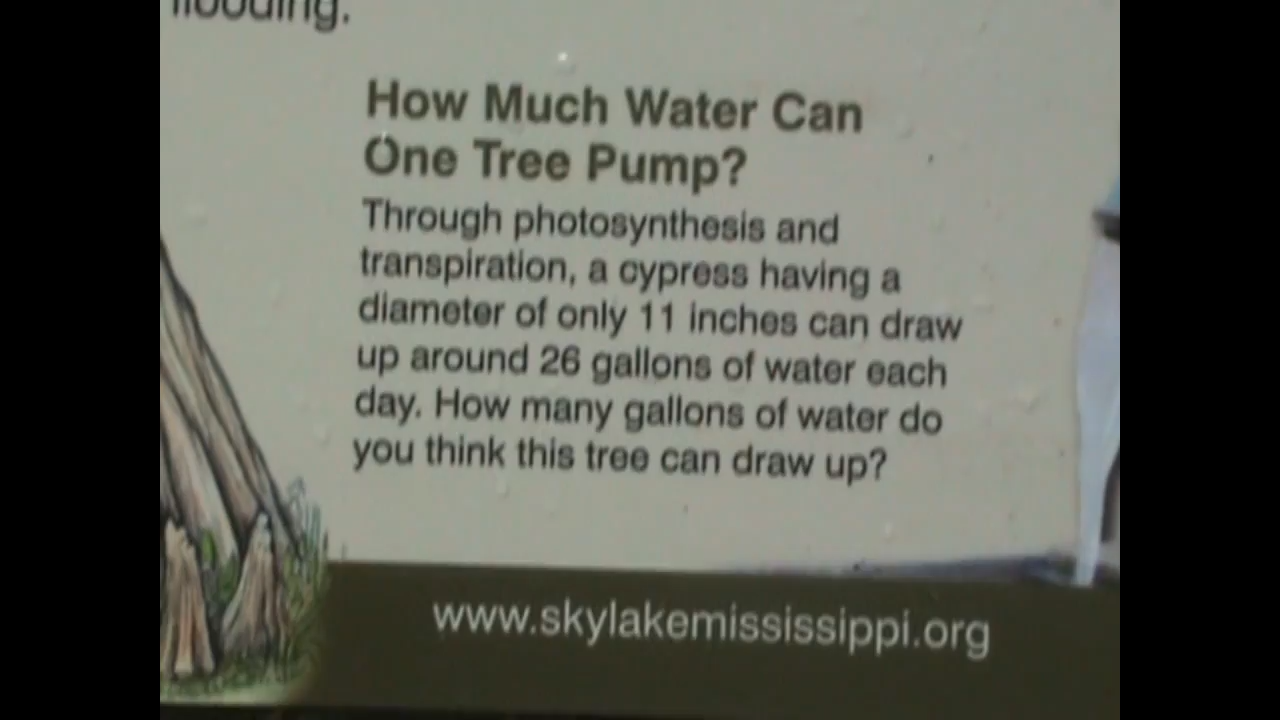 flooding.
How Much Water Can
One Tree Pump?
Through photosynthesis and
transpiration, a cypress having a
diameter of only 11 inches can draw
up around 26 gallons of water each
day. How many gallons of water do
you think this tree can draw up?
www.skylakemississippi.org